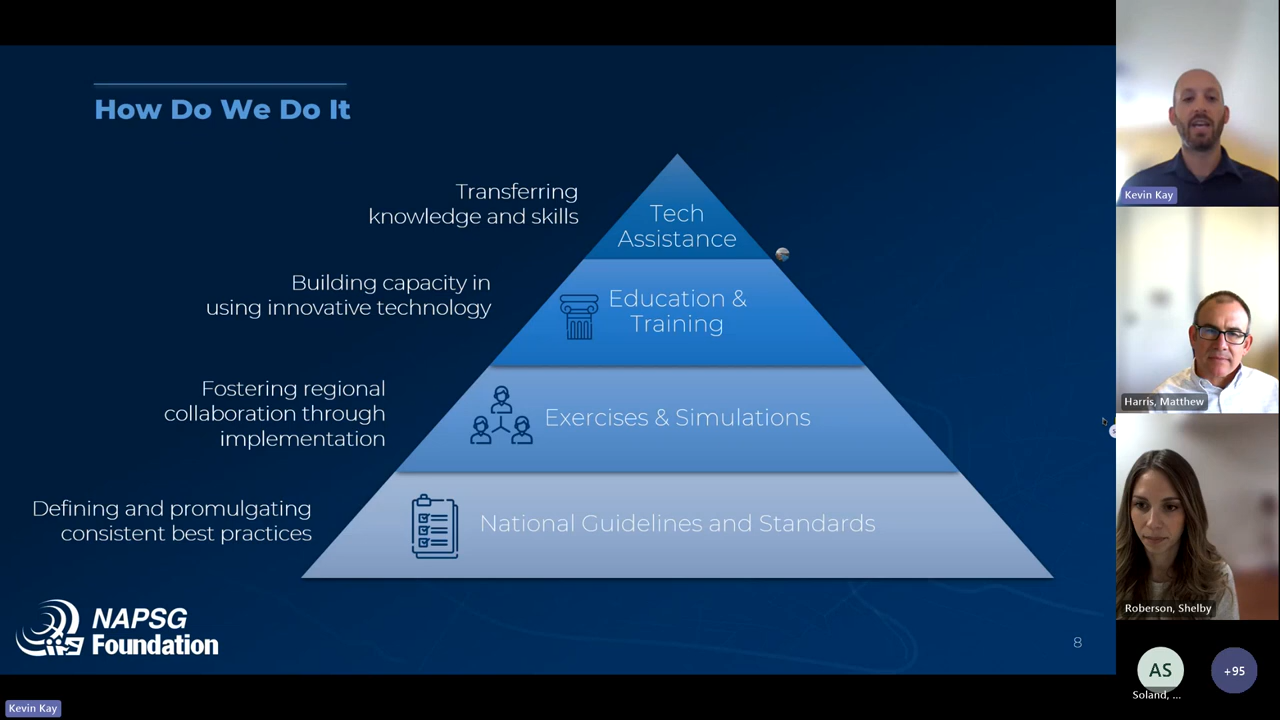 How Do We Do It
Transferring
knowledge and skills
Tech
Assistance
Building capacity in
using innovative technology
Education &
Training
Fostering regional
collaboration through
implementation
Exercises & Simulations
Defining and promulgating
consistent best practices
National Guidelines and Standards
NAPSG
Foundation
8
Kevin Kay
Kevin Kay
Harris, Matthew
Roberson, Shelby
AS
Soland, ...
+95